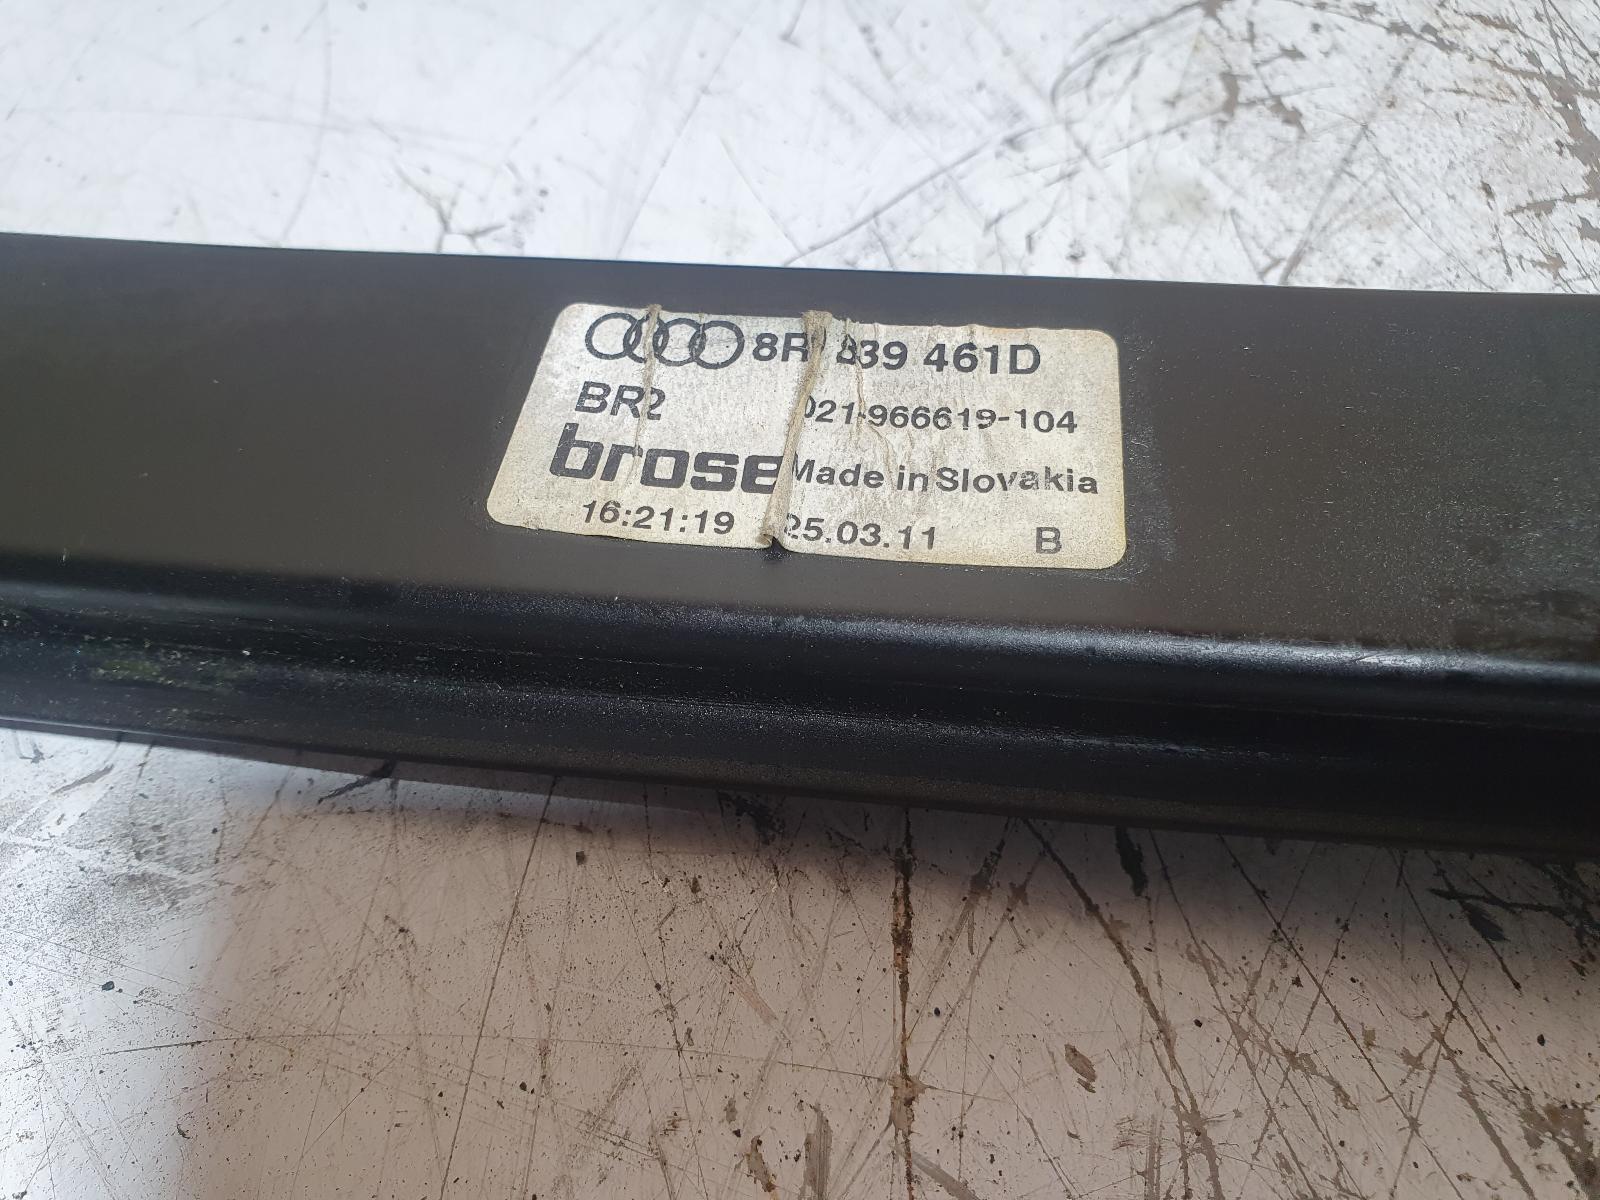 8R 839 461D
BR2 021-966619-104
brose Made in Slovakia
16:21:19 25.03.11 B